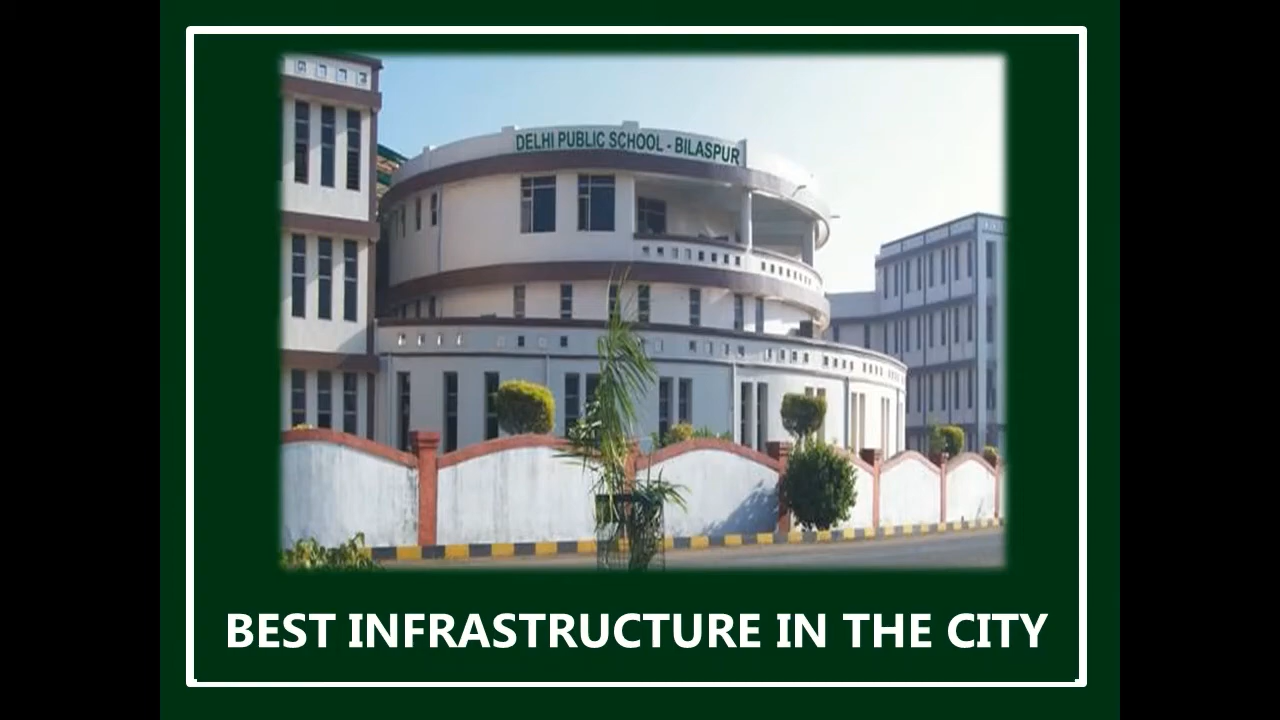 DELHI PUBLIC SCHOOL - BILASPUR
BEST INFRASTRUCTURE IN THE CITY